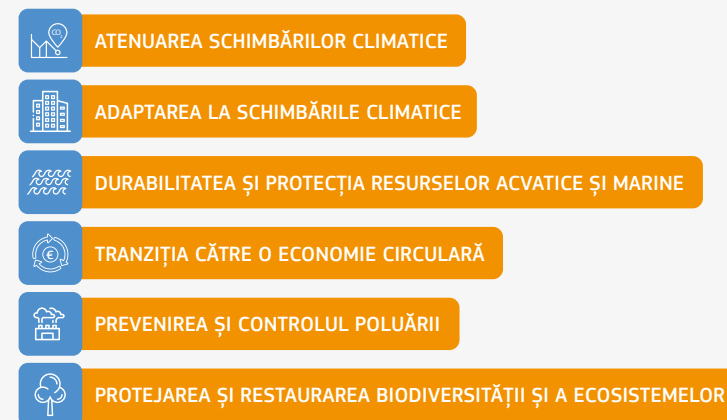 CO₂
ATENUAREA SCHIMBĂRILOR CLIMATICE
ADAPTAREA LA SCHIMBĂRILE CLIMATICE
DURABILITATEA ȘI PROTECȚIA RESURSELOR ACVATICE ȘI MARINE
€
TRANZIȚIA CĂTRE O ECONOMIE CIRCULARĂ
PREVENIREA ȘI CONTROLUL POLUĂRII
PROTEJAREA ȘI RESTAURAREA BIODIVERSITĂȚII ȘI A ECOSISTEMELOR